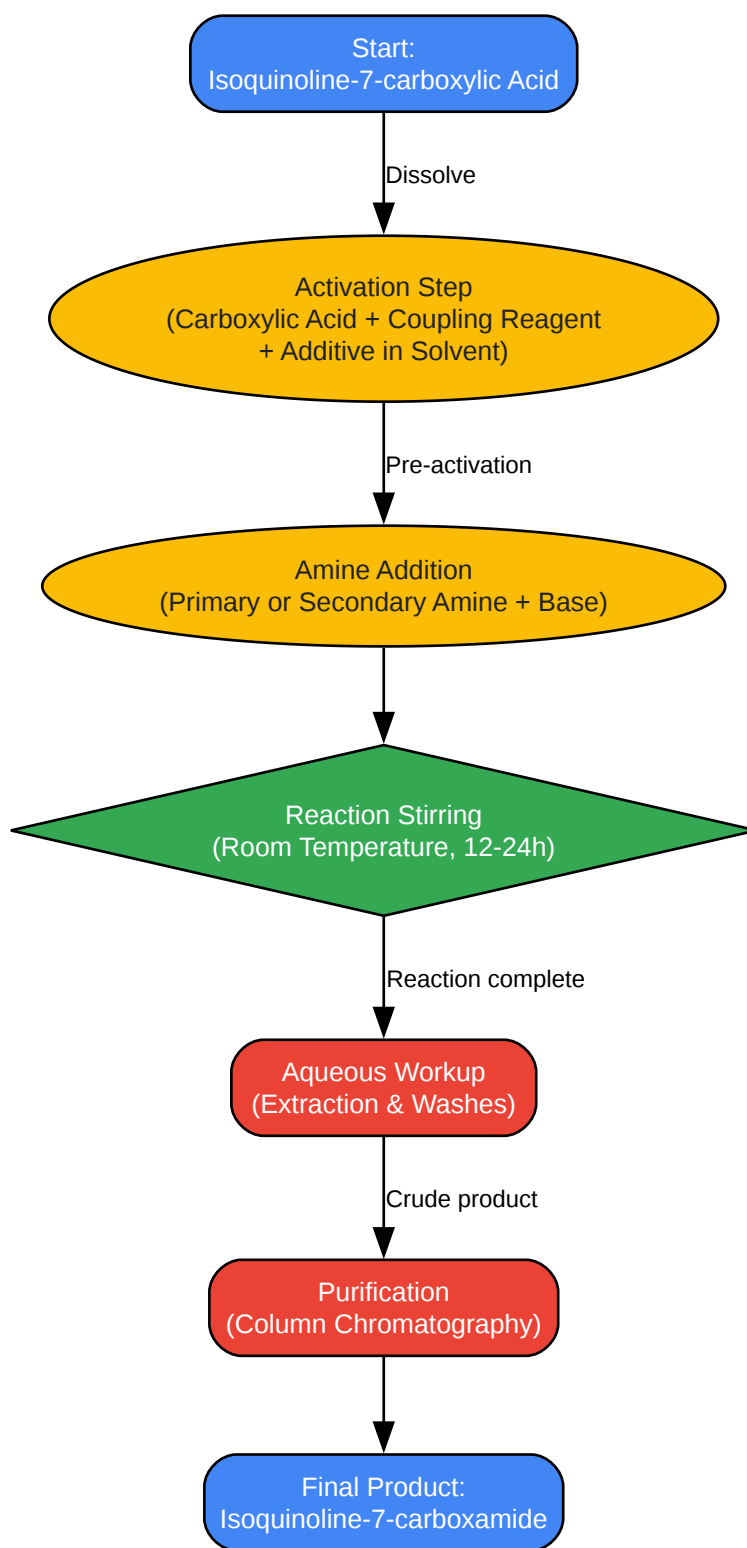 Start:
Isoquinoline-7-carboxylic Acid
Dissolve
Activation Step
(Carboxylic Acid + Coupling Reagent
+ Additive in Solvent)
Pre-activation
Amine Addition
(Primary or Secondary Amine + Base)
Reaction Stirring
(Room Temperature, 12-24h)
Reaction complete
Aqueous Workup
(Extraction & Washes)
Crude product
Purification
(Column Chromatography)
Final Product:
Isoquinoline-7-carboxamide